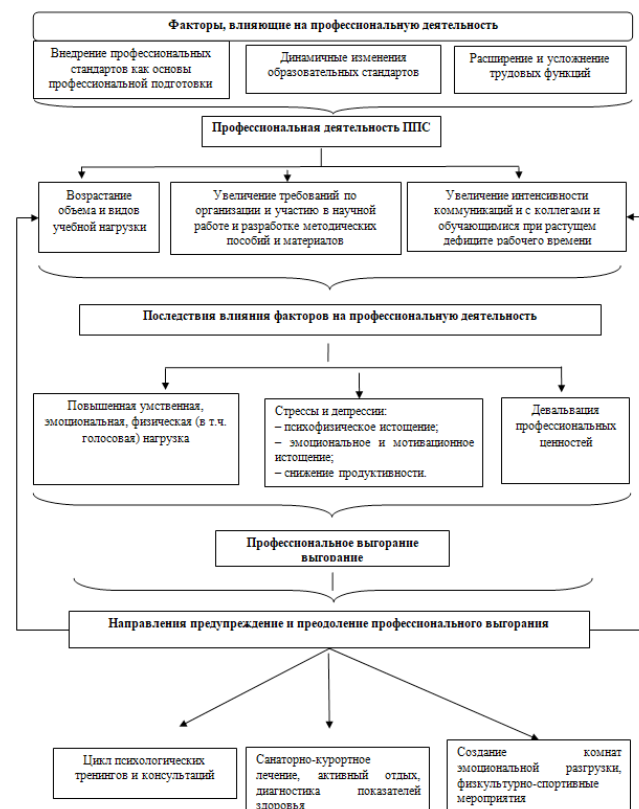 Факторы, влияющие на профессиональную деятельность
Внедрение профессиональных
стандартов как основы
профессиональной подготовки
Динамичные изменения
образовательных стандартов
Расширение и усложнение
трудовых функций
Профессиональная деятельность ППС
Возрастание
объема и видов
учебной нагрузки
Увеличение требований по
организации и участию в научной
работе и разработке методических
пособий и материалов
Увеличение интенсивности
коммуникаций и с коллегами и
обучающимися при растущем
дефиците рабочего времени
Последствия влияния факторов на профессиональную деятельность
Повышенная умственная,
эмоциональная, физическая (в т.ч.
голосовая) нагрузка
Стрессы и депрессии:
– психофизическое истощение;
– эмоциональное и мотивационное
истощение;
– снижение продуктивности.
Девальвация
профессиональных
ценностей
Профессиональное выгорание
выгорание
Направления предупреждение и преодоление профессионального выгорания
Цикл психологических
тренингов и консультаций
Санаторно-курортное
лечение, активный отдых,
диагностика показателей
здоровья
Создание комнат
эмоциональной разгрузки,
физкультурно-спортивные
мероприятия